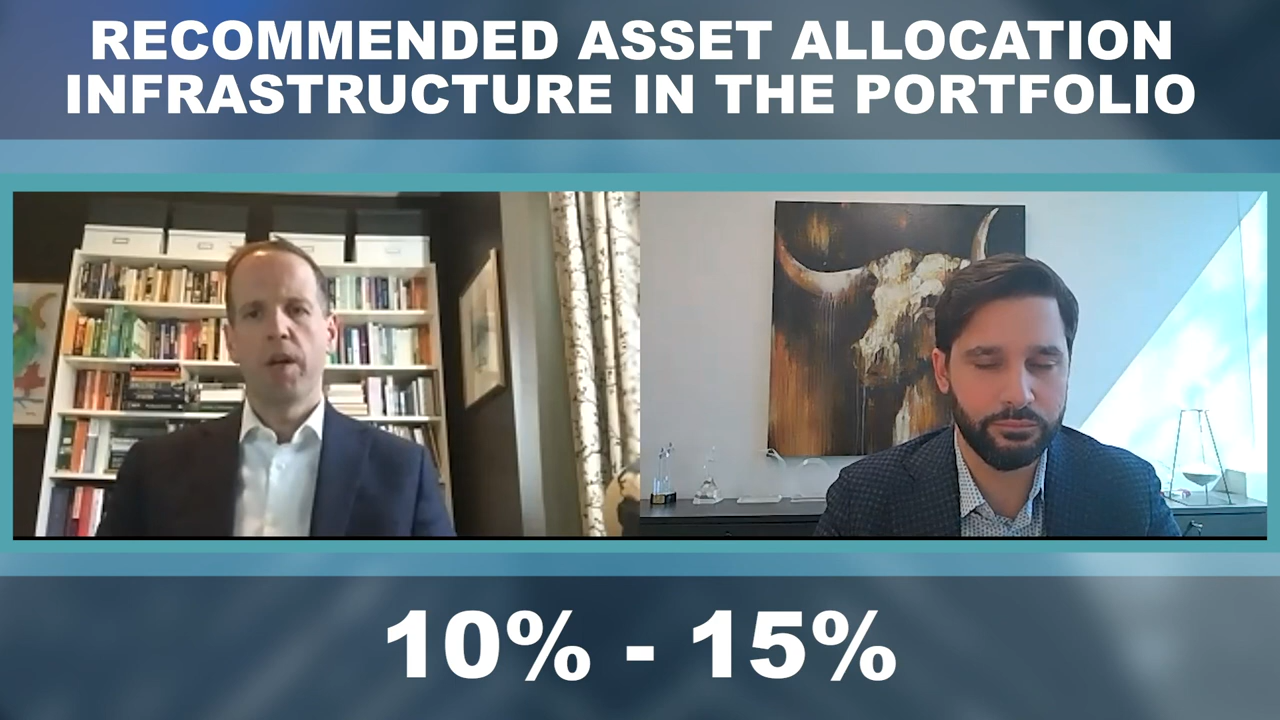 RECOMMENDED ASSET ALLOCATION
INFRASTRUCTURE IN THE PORTFOLIO
10% - 15%